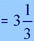 = 3 1/3